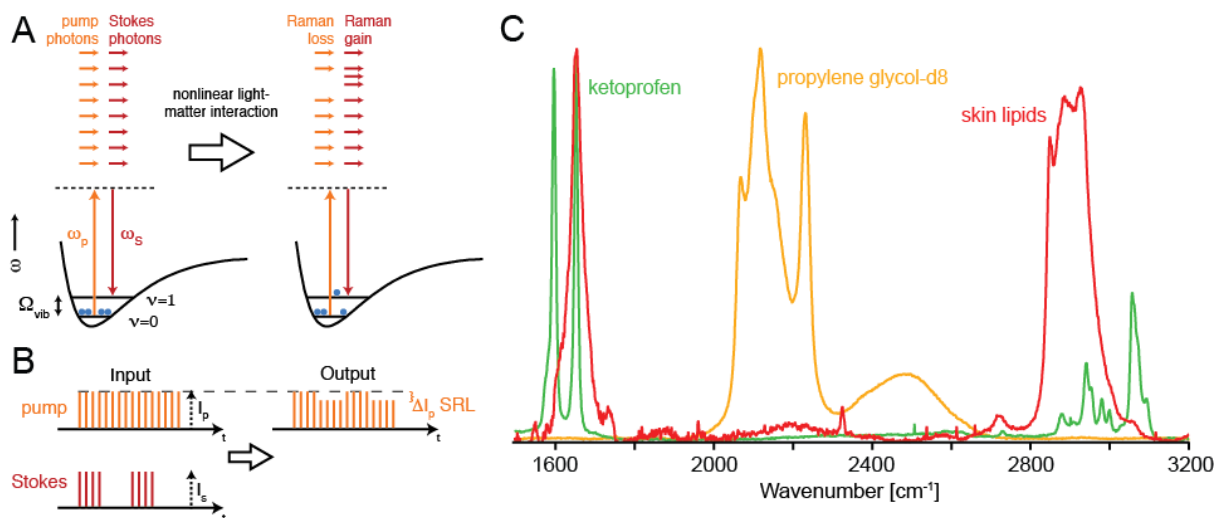 A
pump photons
Stokes photons
nonlinear light-
matter interaction
Raman loss
Raman gain
ω
ωp
ωS
Ωvib
ν=1
ν=0
B
Input
Output
pump
Ip
t
}ΔIp SRL
t
Stokes
Is
C
ketoprofen
propylene glycol-d8
skin lipids
1600
2000
2400
2800
3200
Wavenumber [cm⁻¹]